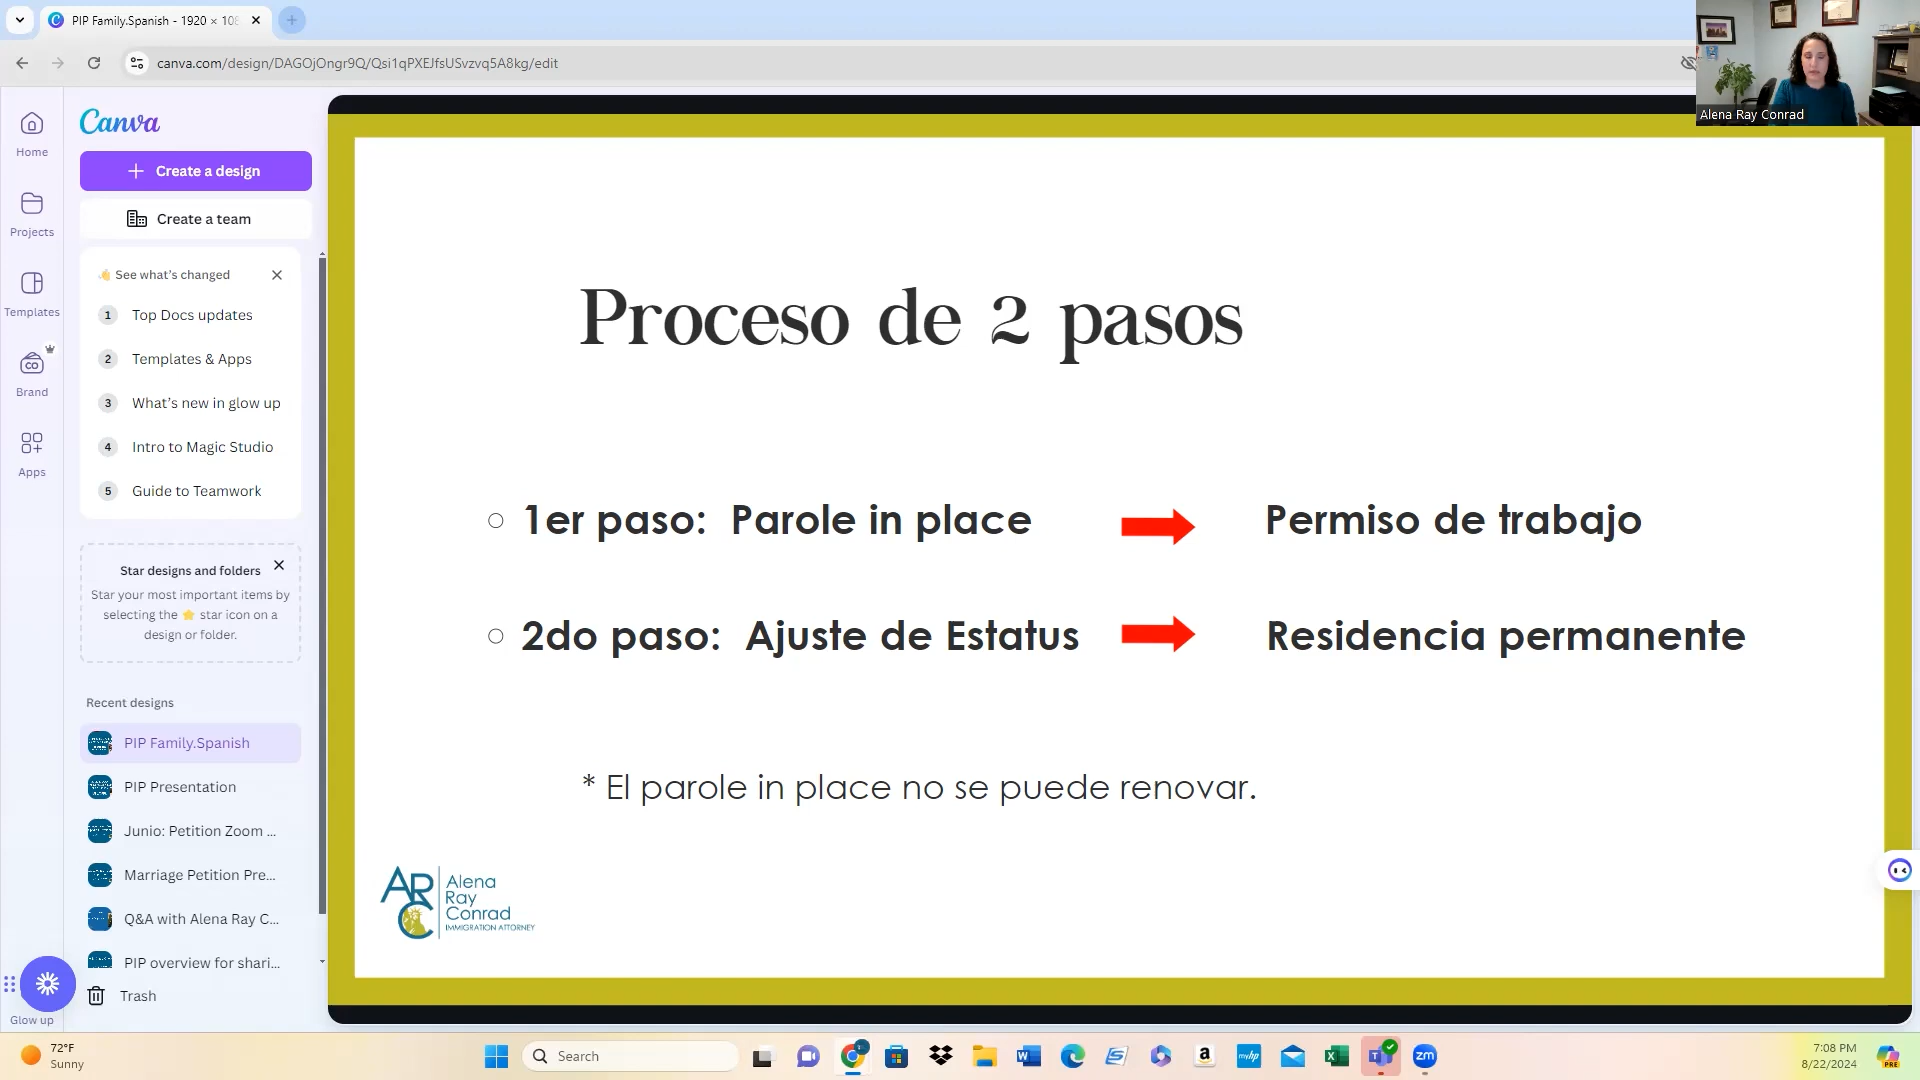 PIP Family.Spanish - 1920 × 108
canva.com/design/DAGOjOngr9Q/Qsi1qPXEJfsUSvzvq5A8kg/edit
Alena Ray Conrad
Home
Projects
Templates
Brand
Apps
Glow up
Canva
Create a design
Create a team
See what's changed
1 Top Docs updates
2 Templates & Apps
3 What's new in glow up
4 Intro to Magic Studio
5 Guide to Teamwork
Star designs and folders
Star your most important items by
selecting the ⭐ star icon on a
design or folder.
Recent designs
PIP Family.Spanish
PIP Presentation
Junio: Petition Zoom ...
Marriage Petition Pre...
Q&A with Alena Ray C...
PIP overview for shari...
Trash
Proceso de 2 pasos
1er paso: Parole in place Permiso de trabajo
2do paso: Ajuste de Estatus Residencia permanente
* El parole in place no se puede renovar.
ARC
Alena
Ray
Conrad
IMMIGRATION ATTORNEY
72°F
Sunny
Search
7:08 PM
8/22/2024